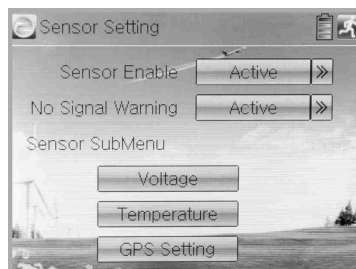 Sensor Setting
Sensor Enable Active »
No Signal Warning Active »
Sensor SubMenu
Voltage
Temperature
GPS Setting